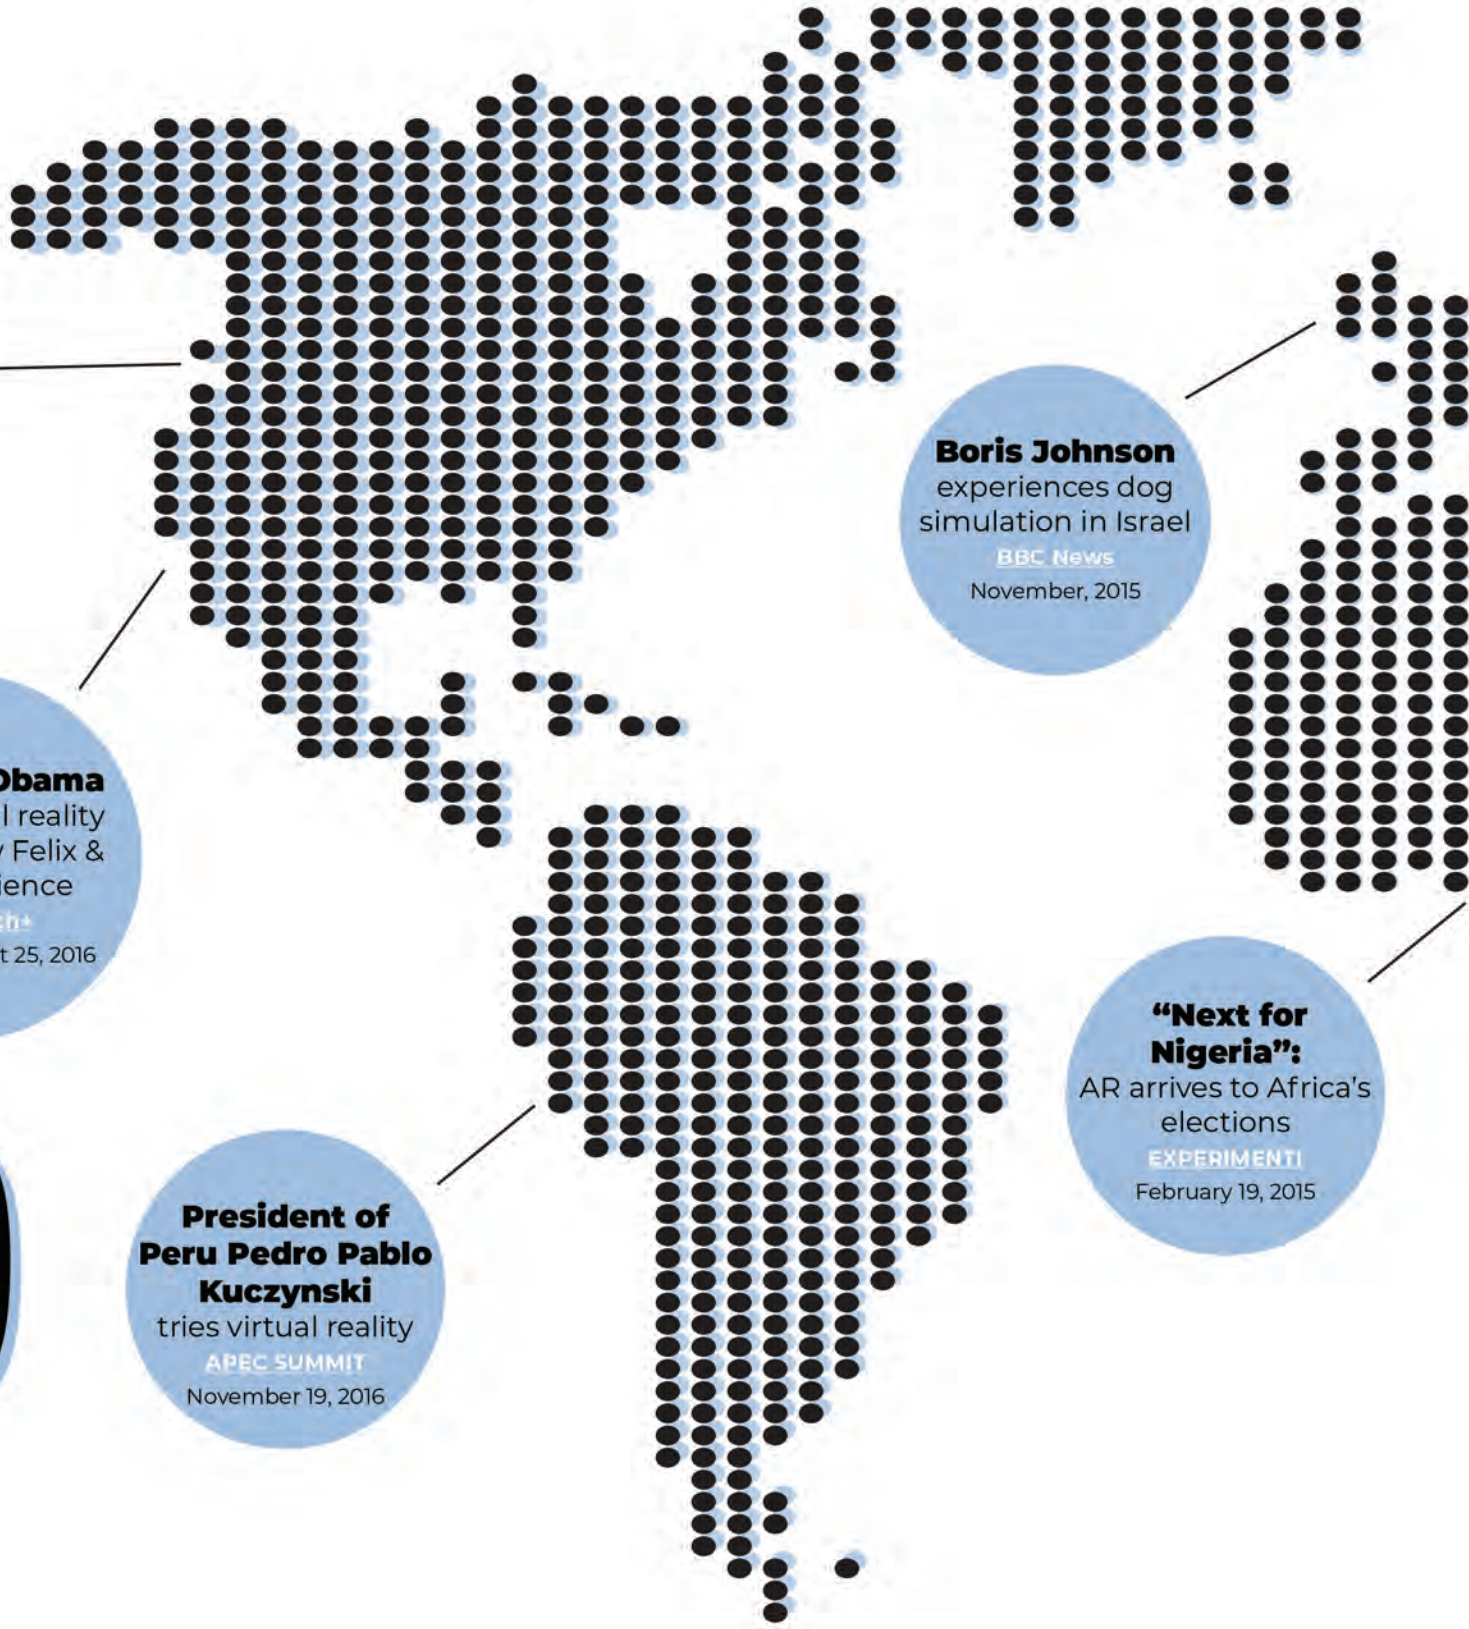 Boris Johnson
experiences dog
simulation in Israel
BBC News
November, 2015
Obama
reality
Felix &
25, 2016
“Next for
Nigeria”:
AR arrives to Africa’s
elections
EXPERIMENTI
February 19, 2015
President of
Peru Pedro Pablo
Kuczynski
tries virtual reality
APEC SUMMIT
November 19, 2016